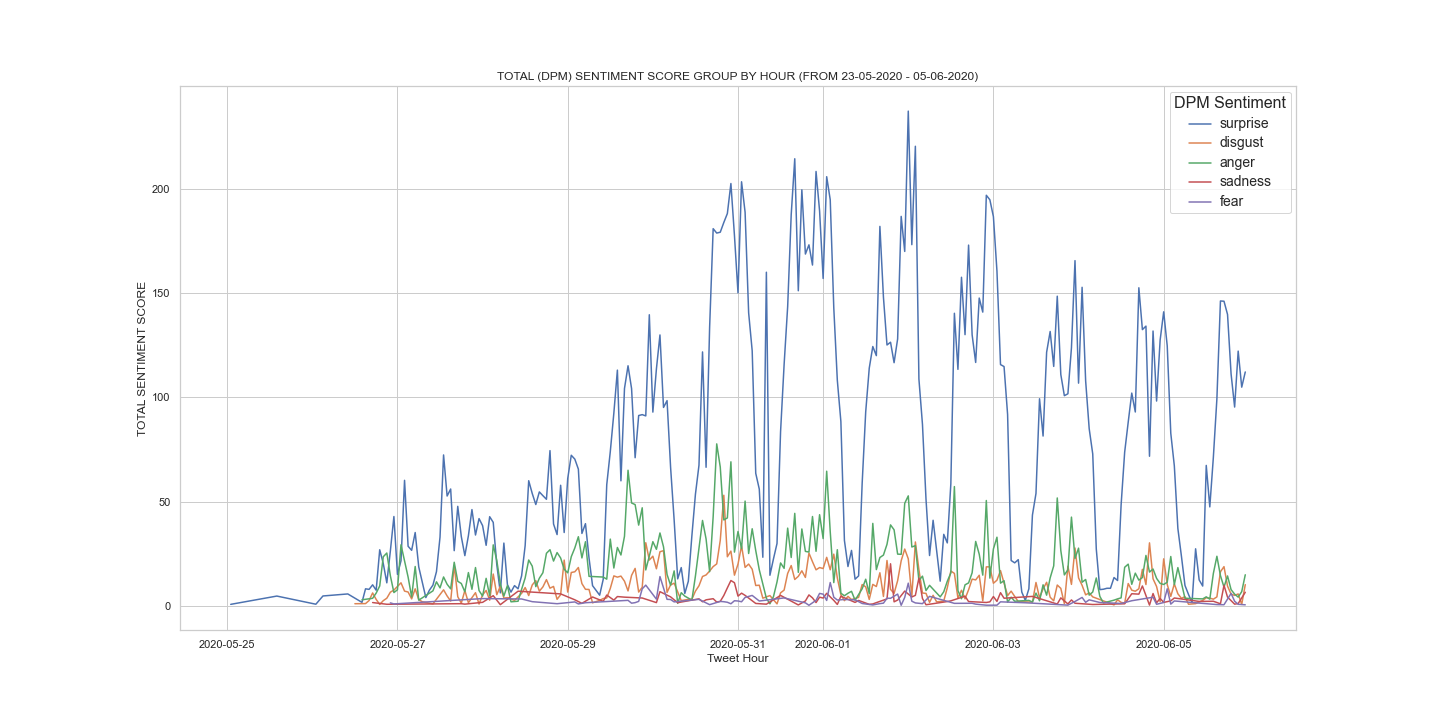 TOTAL (DPM) SENTIMENT SCORE GROUP BY HOUR (FROM 23-05-2020 - 05-06-2020)
DPM Sentiment
surprise
disgust
anger
sadness
fear
TOTAL SENTIMENT SCORE
200
150
100
50
0
2020-05-25
2020-05-27
2020-05-29
2020-05-31
2020-06-01
2020-06-03
2020-06-05
Tweet Hour